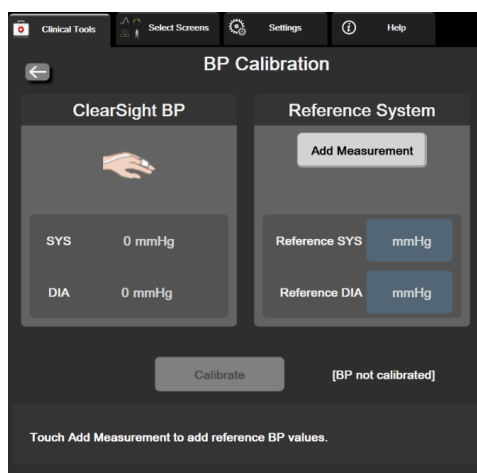 Clinical Tools
Select Screens
Settings
Help
BP Calibration
ClearSight BP
Reference System
Add Measurement
SYS 0 mmHg
Reference SYS mmHg
DIA 0 mmHg
Reference DIA mmHg
Calibrate [BP not calibrated]
Touch Add Measurement to add reference BP values.